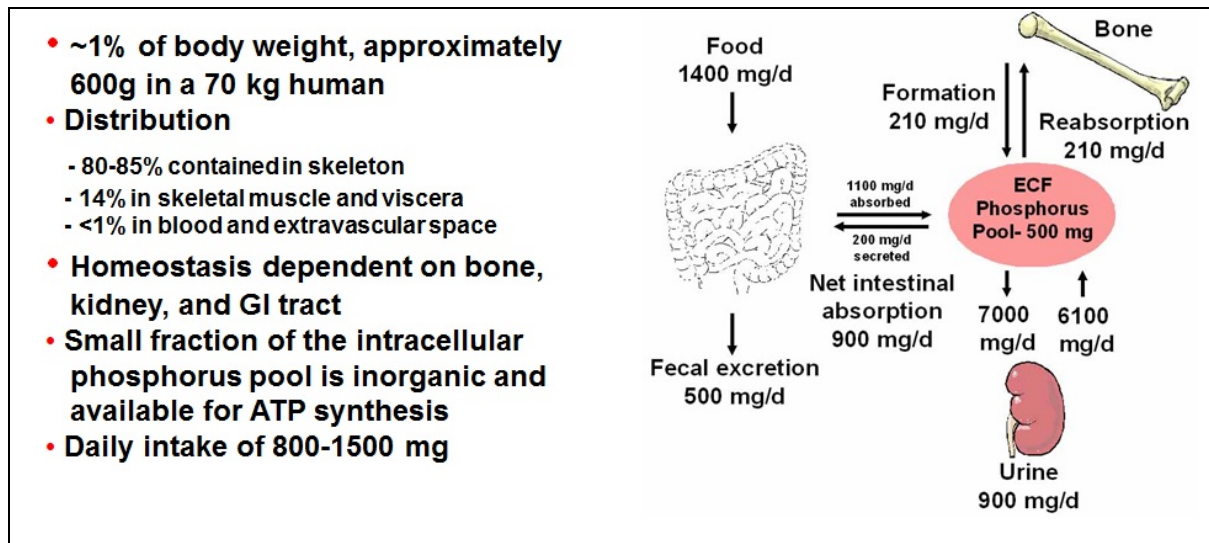 • ~1% of body weight, approximately
600g in a 70 kg human
• Distribution
- 80-85% contained in skeleton
- 14% in skeletal muscle and viscera
- <1% in blood and extravascular space
• Homeostasis dependent on bone,
kidney, and GI tract
• Small fraction of the intracellular
phosphorus pool is inorganic and
available for ATP synthesis
• Daily intake of 800-1500 mg
Food
1400 mg/d
Bone
Formation
210 mg/d
Reabsorption
210 mg/d
1100 mg/d
absorbed
200 mg/d
secreted
ECF
Phosphorus
Pool- 500 mg
Net intestinal
absorption
900 mg/d
7000
mg/d
6100
mg/d
Fecal excretion
500 mg/d
Urine
900 mg/d